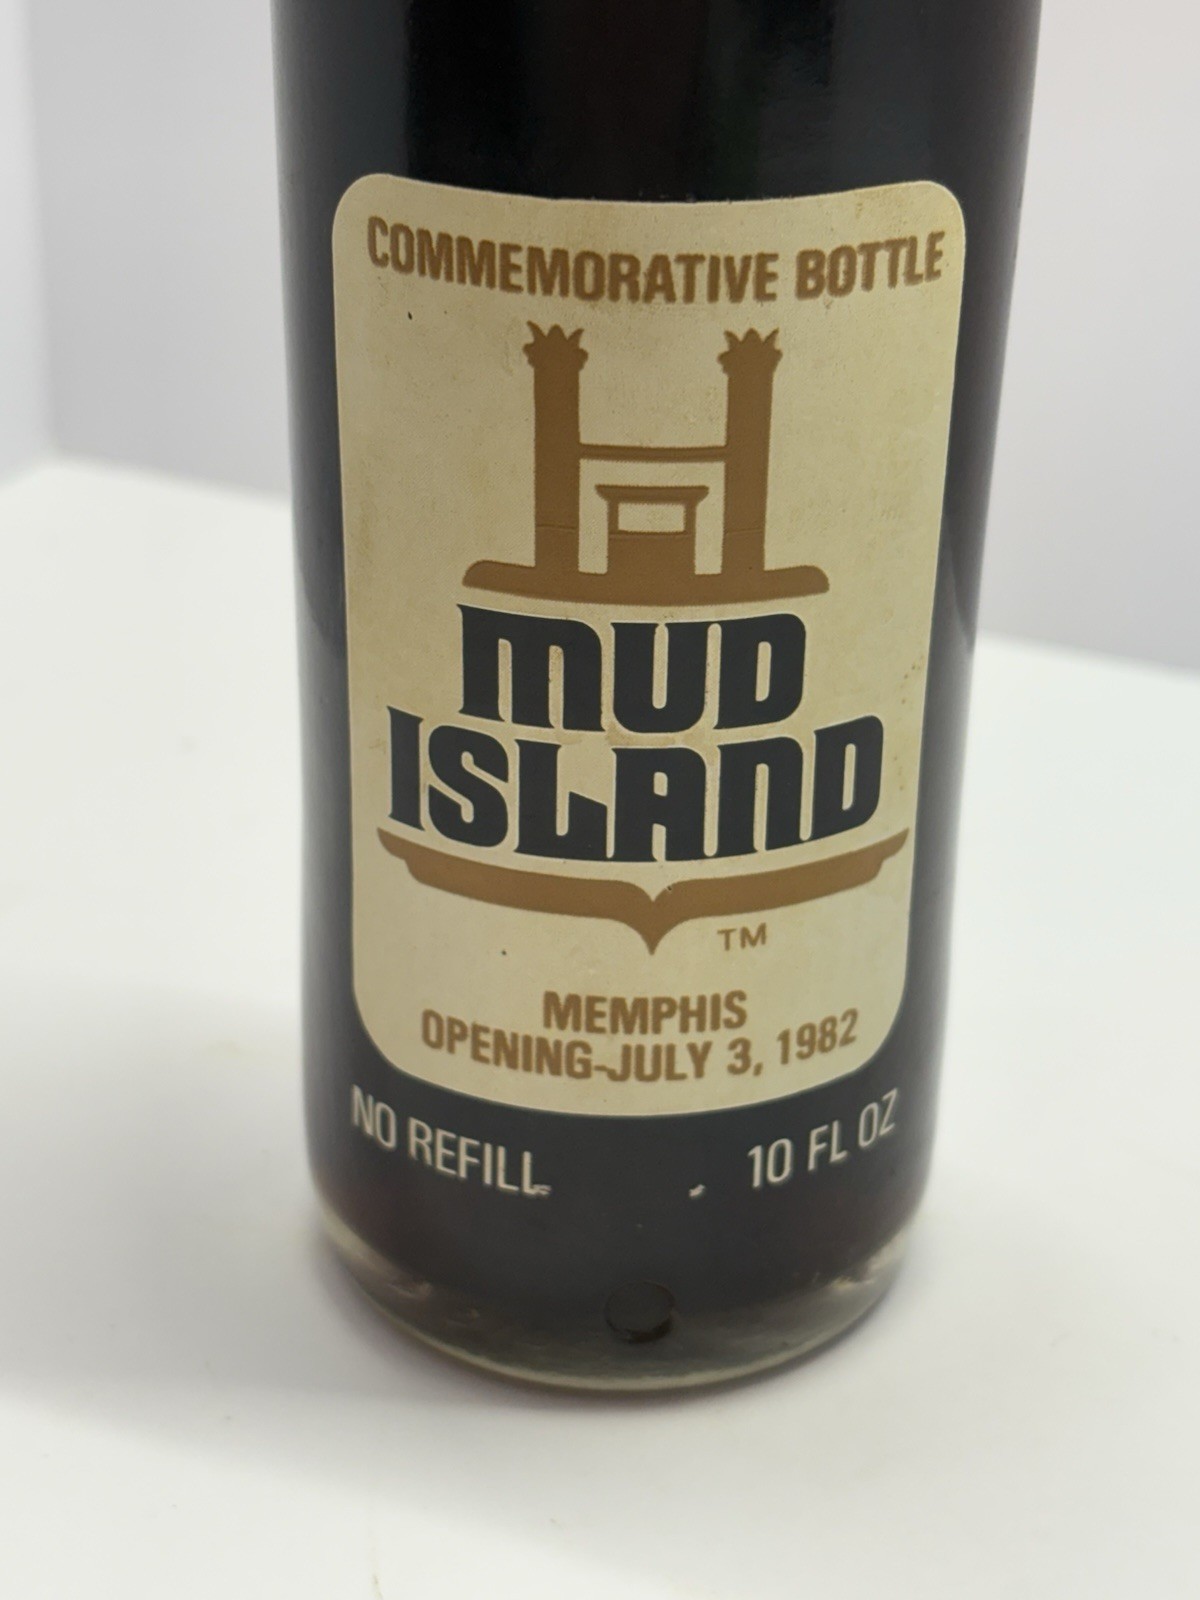 COMMEMORATIVE BOTTLE
MUD
ISLAND
TM
MEMPHIS
OPENING-JULY 3, 1982
NO REFILL
10 FL OZ